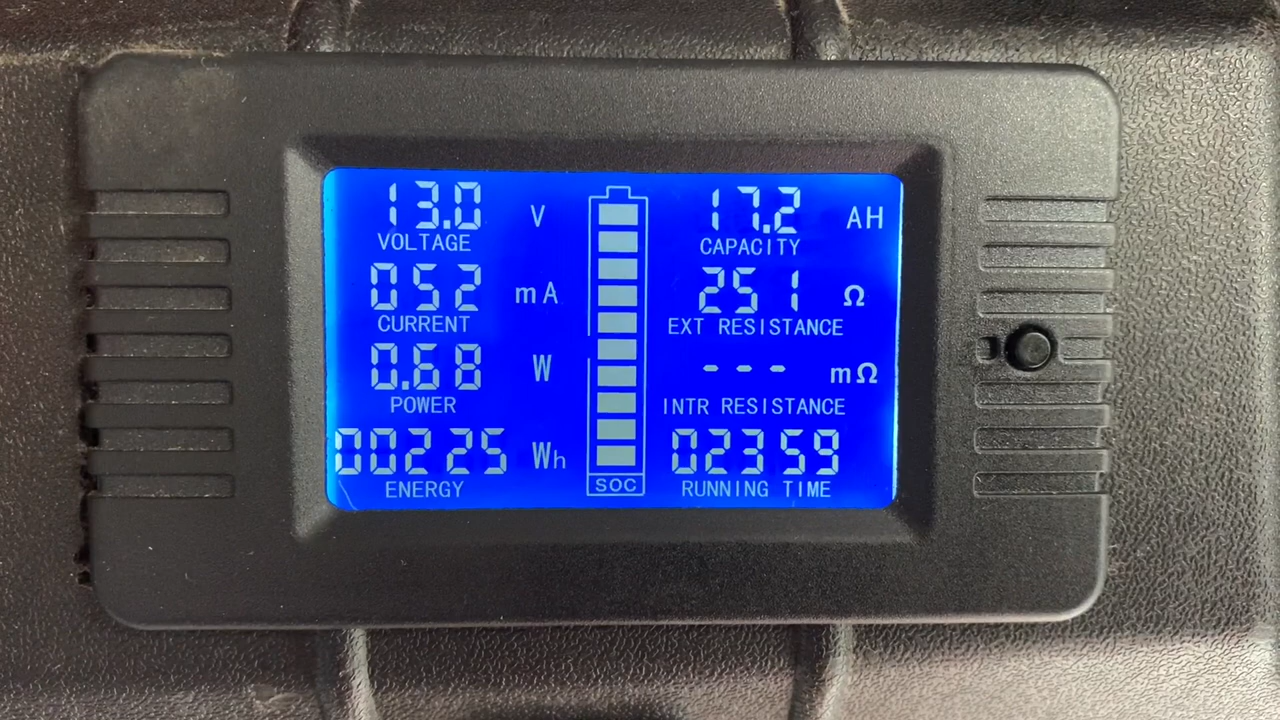 13.0 V
VOLTAGE
052 mA
CURRENT
0.68 W
POWER
00225 Wh
ENERGY
SOC
17.2 AH
CAPACITY
251 Ω
EXT RESISTANCE
--- mΩ
INTR RESISTANCE
02359
RUNNING TIME